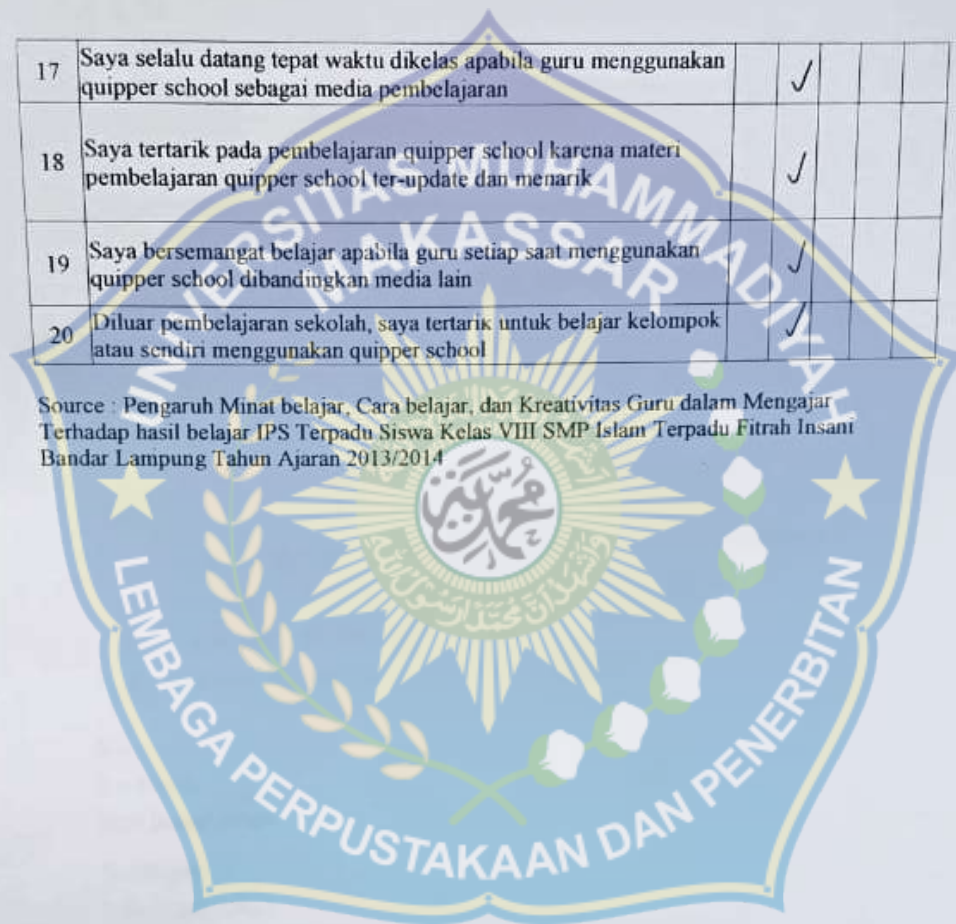 17 Saya selalu datang tepat waktu dikelas apabila guru menggunakan
quipper school sebagai media pembelajaran ✓
18 Saya tertarik pada pembelajaran quipper school karena materi
pembelajaran quipper school ter-update dan menarik ✓
19 Saya bersemangat belajar apabila guru setiap saat menggunakan
quipper school dibandingkan media lain ✓
20 Diluar pembelajaran sekolah, saya tertarik untuk belajar kelompok
atau sendiri menggunakan quipper school ✓
Source : Pengaruh Minat belajar, Cara belajar, dan Kreativitas Guru dalam Mengajar
Terhadap hasil belajar IPS Terpadu Siswa Kelas VIII SMP Islam Terpadu Fitrah Insani
Bandar Lampung Tahun Ajaran 2013/2014
UNIVERSITAS MUHAMMADIYAH
MAKASSAR
LEMBAGA PERPUSTAKAAN DAN PENERBITAN